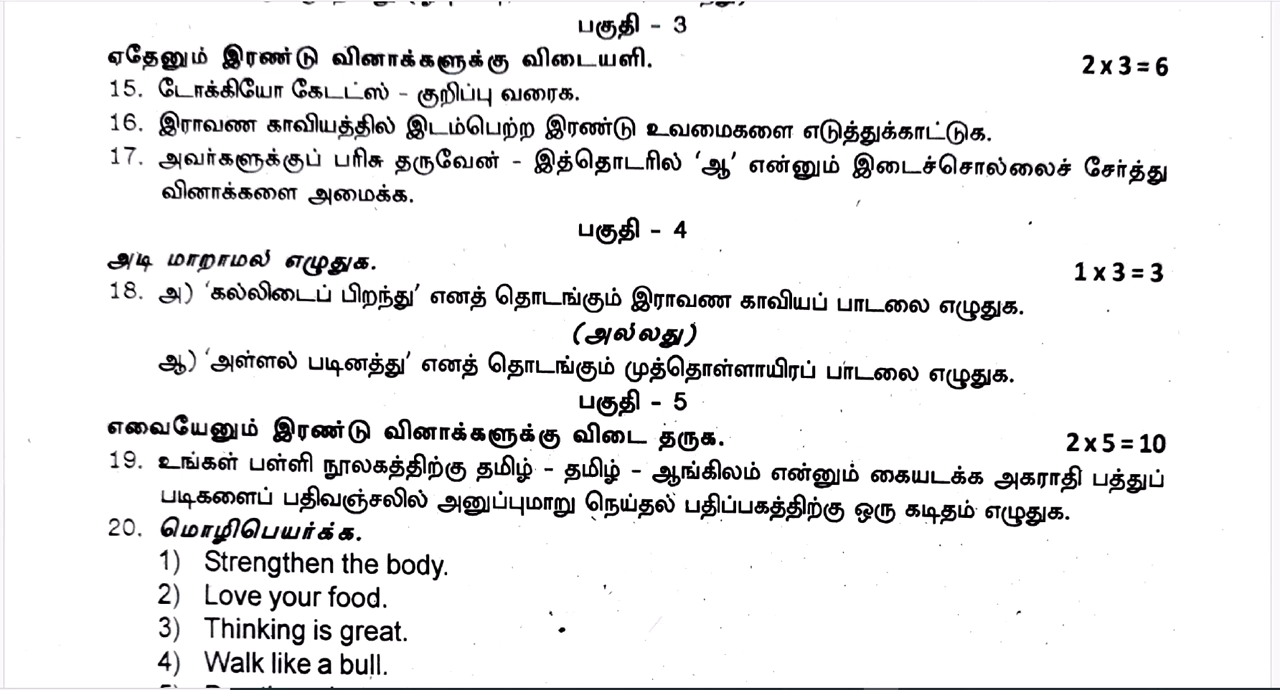 பகுதி - 3
ஏதேனும் இரண்டு வினாக்களுக்கு விடையளி. 2 x 3 = 6
15. டோக்கியோ கேடட்ஸ் - குறிப்பு வரைக.
16. இராவண காவியத்தில் இடம்பெற்ற இரண்டு உவமைகளை எடுத்துக்காட்டுக.
17. அவர்களுக்குப் பரிசு தருவேன் - இத்தொடரில் ‘ஆ’ என்னும் இடைச்சொல்லைச் சேர்த்து
வினாக்களை அமைக்க.
பகுதி - 4
அடி மாறாமல் எழுதுக. 1 x 3 = 3
18. அ) ‘கல்லிடைப் பிறந்து’ எனத் தொடங்கும் இராவண காவியப் பாடலை எழுதுக.
(அல்லது)
ஆ) ‘அள்ளல் படினத்து’ எனத் தொடங்கும் முத்தொள்ளாயிரப் பாடலை எழுதுக.
பகுதி - 5
எவையேனும் இரண்டு வினாக்களுக்கு விடை தருக. 2 x 5 = 10
19. உங்கள் பள்ளி நூலகத்திற்கு தமிழ் - தமிழ் - ஆங்கிலம் என்னும் கையடக்க அகராதி பத்துப்
படிகளைப் பதிவஞ்சலில் அனுப்புமாறு நெய்தல் பதிப்பகத்திற்கு ஒரு கடிதம் எழுதுக.
20. மொழிபெயர்க்க.
1) Strengthen the body.
2) Love your food.
3) Thinking is great.
4) Walk like a bull.